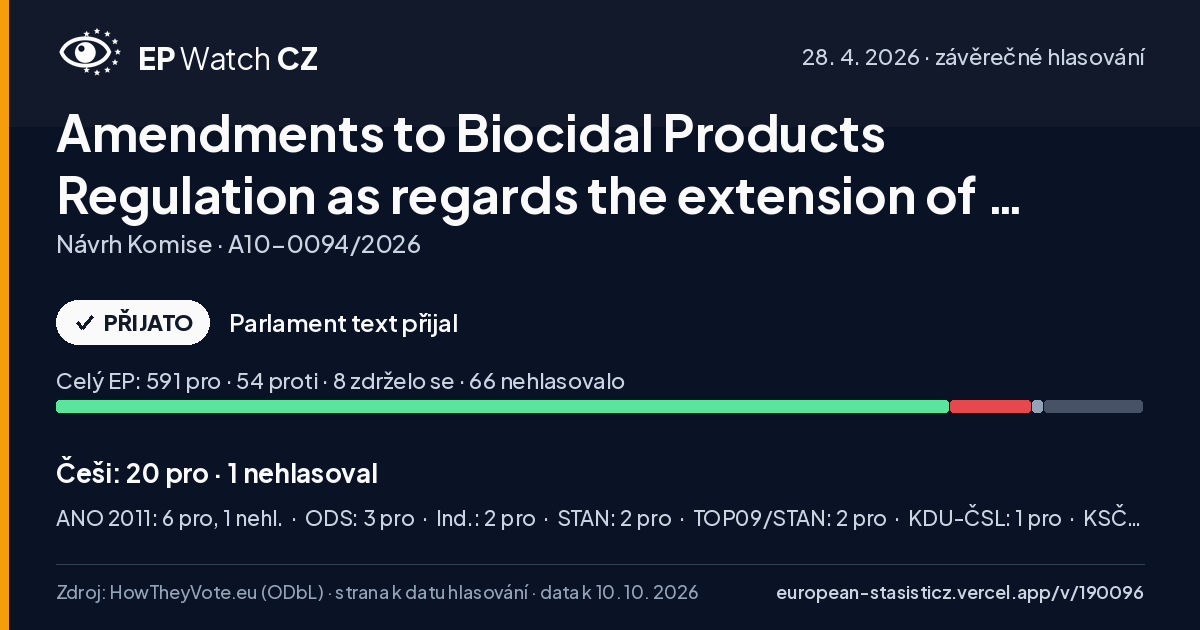 EP Watch CZ
28. 4. 2026 · závěrečné hlasování
Amendments to Biocidal Products
Regulation as regards the extension of ...
Návrh Komise · A10-0094/2026
✓ PŘIJATO
Parlament text přijal
Celý EP: 591 pro · 54 proti · 8 zdrželo se · 66 nehlasovalo
Češi: 20 pro · 1 nehlasoval
ANO 2011: 6 pro, 1 nehl. · ODS: 3 pro · Ind.: 2 pro · STAN: 2 pro · TOP09/STAN: 2 pro · KDU-ČSL: 1 pro · KSČ...
Zdroj: HowTheyVote.eu (ODbL) · strana k datu hlasování · data k 10. 10. 2026
european-stasisticz.vercel.app/v/190096